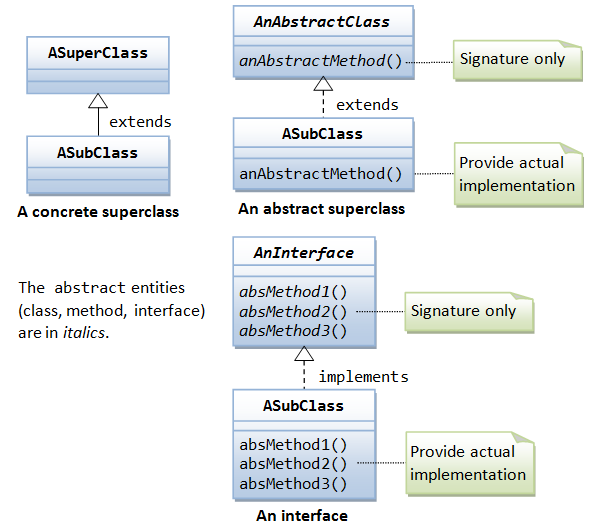 ASuperClass
extends
ASubClass
A concrete superclass
AnAbstractClass
anAbstractMethod()
Signature only
extends
ASubClass
anAbstractMethod()
Provide actual
implementation
An abstract superclass
The abstract entities
(class, method, interface)
are in italics.
AnInterface
absMethod1()
absMethod2()
absMethod3()
Signature only
implements
ASubClass
absMethod1()
absMethod2()
absMethod3()
Provide actual
implementation
An interface